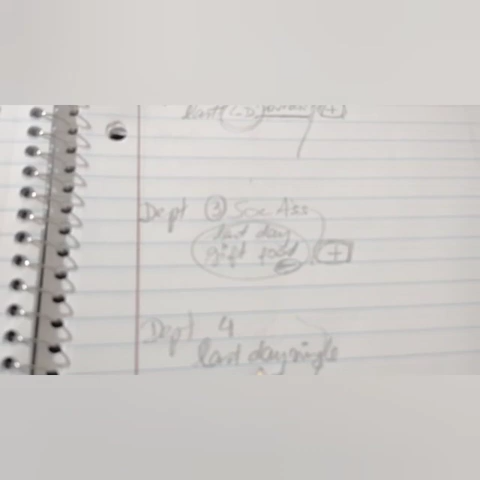 Dept ③ Soc Ass
last day
gift card +
Dept 4
last day single